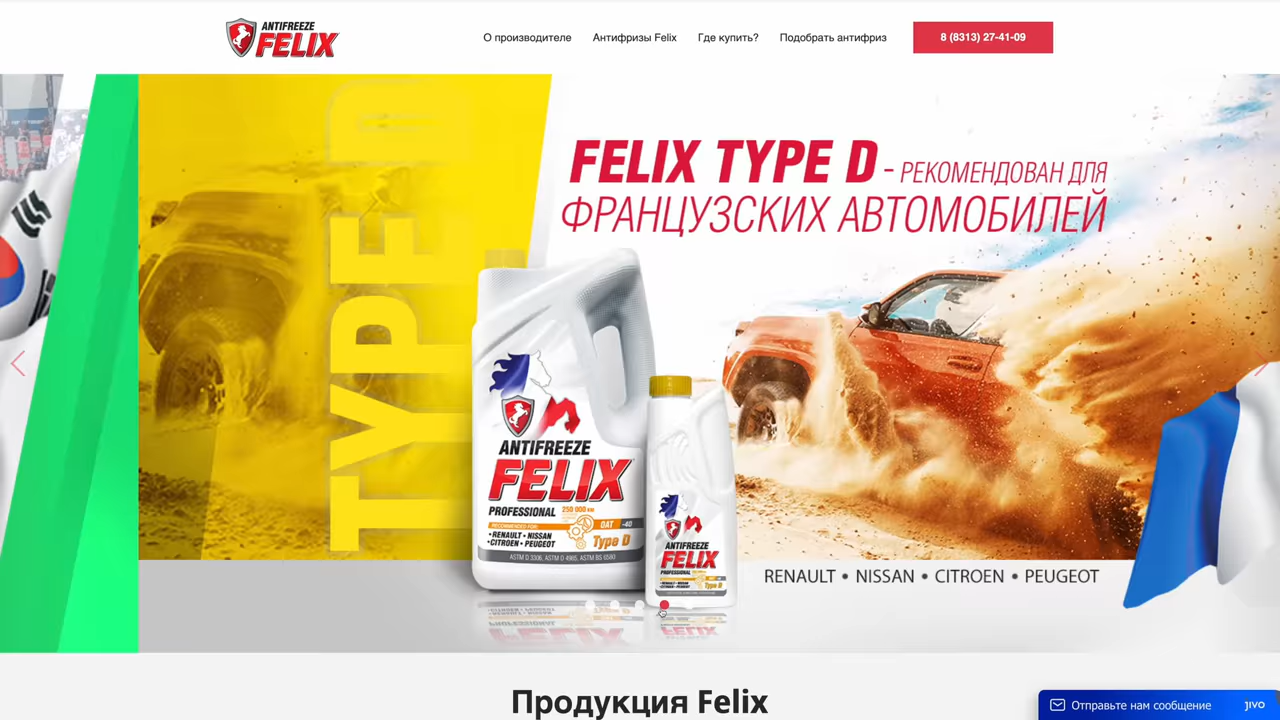 ANTIFREEZE
FELIX
О производителе
Антифризы Felix
Где купить?
Подобрать антифриз
8 (8313) 27-41-09
TYPE D
FELIX TYPE D - РЕКОМЕНДОВАН ДЛЯ
ФРАНЦУЗСКИХ АВТОМОБИЛЕЙ
ANTIFREEZE
FELIX
PROFESSIONAL 250 000 км
RECOMMENDED FOR:
OAT -40
•RENAULT •NISSAN
•CITROEN •PEUGEOT
Type D
ASTM D 3306, ASTM D 4985, ASTM BS 6580
ANTIFREEZE
FELIX
PROFESSIONAL
Type D
RENAULT • NISSAN • CITROEN • PEUGEOT
Продукция Felix
Отправьте нам сообщение
jivo